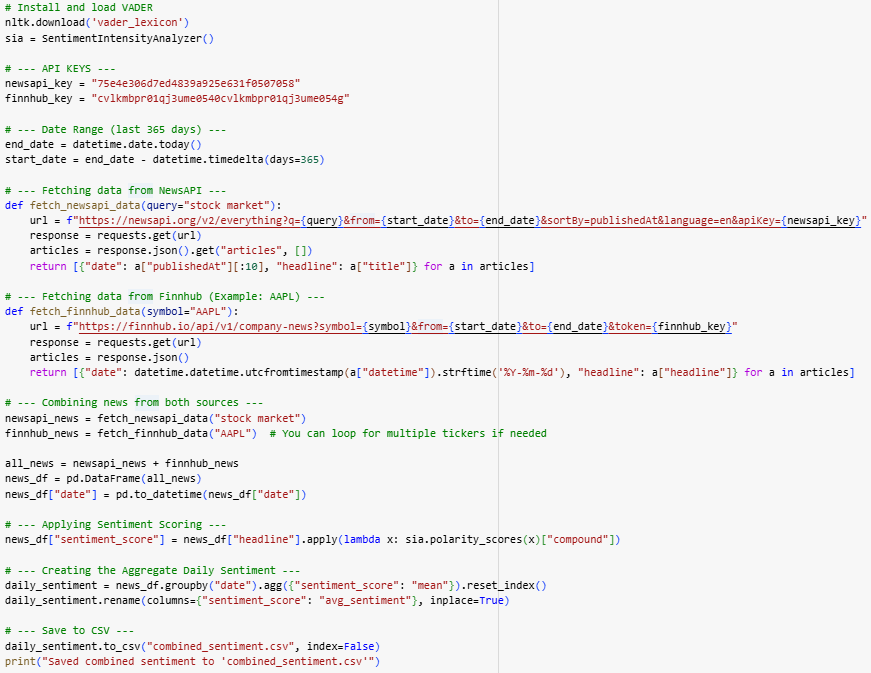 # Install and load VADER
nltk.download('vader_lexicon')
sia = SentimentIntensityAnalyzer()
# --- API KEYS ---
newsapi_key = "75e4e306d7ed4839a925e631f0507058"
finnhub_key = "cvlkmbpr01qj3ume0540cvlkmbpr01qj3ume054g"
# --- Date Range (last 365 days) ---
end_date = datetime.date.today()
start_date = end_date - datetime.timedelta(days=365)
# --- Fetching data from NewsAPI ---
def fetch_newsapi_data(query="stock market"):
    url = f"https://newsapi.org/v2/everything?q={query}&from={start_date}&to={end_date}&sortBy=publishedAt&language=en&apiKey={newsapi_key}"
    response = requests.get(url)
    articles = response.json().get("articles", [])
    return [{"date": a["publishedAt"][:10], "headline": a["title"]} for a in articles]
# --- Fetching data from Finnhub (Example: AAPL) ---
def fetch_finnhub_data(symbol="AAPL"):
    url = f"https://finnhub.io/api/v1/company-news?symbol={symbol}&from={start_date}&to={end_date}&token={finnhub_key}"
    response = requests.get(url)
    articles = response.json()
    return [{"date": datetime.datetime.utcfromtimestamp(a["datetime"]).strftime('%Y-%m-%d'), "headline": a["headline"]} for a in articles]
# --- Combining news from both sources ---
newsapi_news = fetch_newsapi_data("stock market")
finnhub_news = fetch_finnhub_data("AAPL")  # You can loop for multiple tickers if needed
all_news = newsapi_news + finnhub_news
news_df = pd.DataFrame(all_news)
news_df["date"] = pd.to_datetime(news_df["date"])
# --- Applying Sentiment Scoring ---
news_df["sentiment_score"] = news_df["headline"].apply(lambda x: sia.polarity_scores(x)["compound"])
# --- Creating the Aggregate Daily Sentiment ---
daily_sentiment = news_df.groupby("date").agg({"sentiment_score": "mean"}).reset_index()
daily_sentiment.rename(columns={"sentiment_score": "avg_sentiment"}, inplace=True)
# --- Save to CSV ---
daily_sentiment.to_csv("combined_sentiment.csv", index=False)
print("Saved combined sentiment to 'combined_sentiment.csv'")